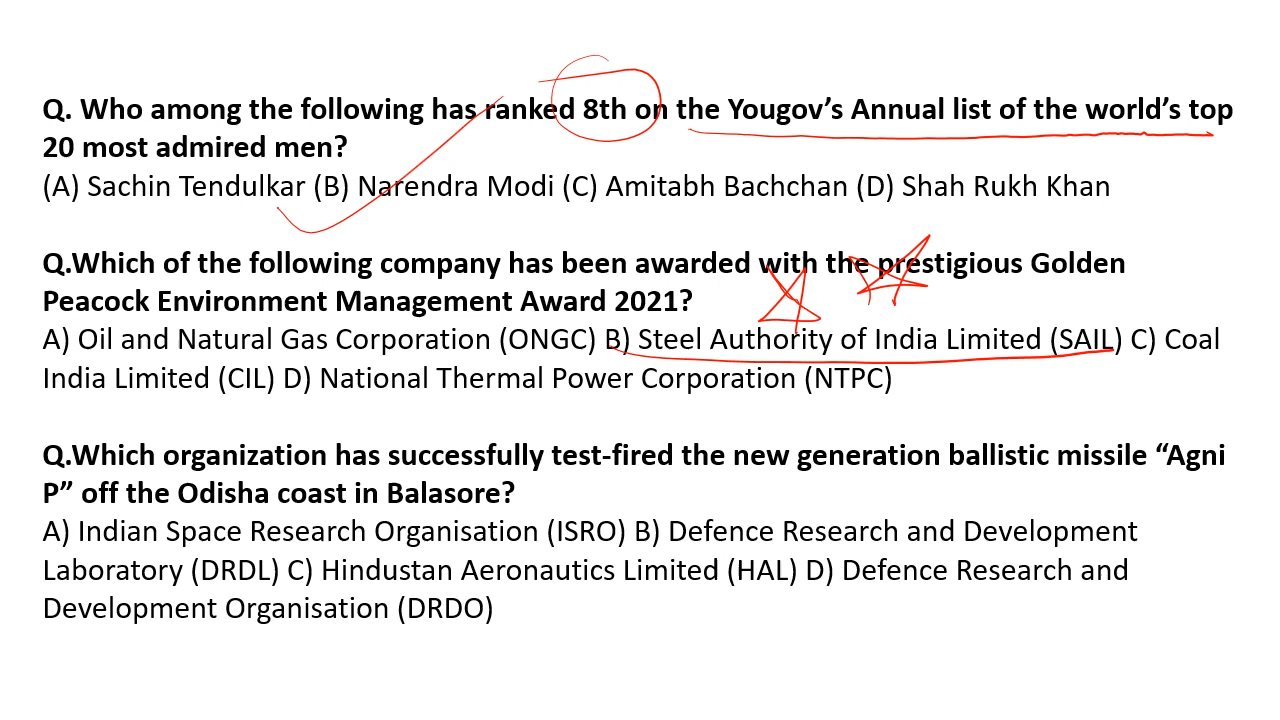 Q. Who among the following has ranked 8th on the Yougov’s Annual list of the world’s top
20 most admired men?
(A) Sachin Tendulkar (B) Narendra Modi (C) Amitabh Bachchan (D) Shah Rukh Khan
Q.Which of the following company has been awarded with the prestigious Golden
Peacock Environment Management Award 2021?
A) Oil and Natural Gas Corporation (ONGC) B) Steel Authority of India Limited (SAIL) C) Coal
India Limited (CIL) D) National Thermal Power Corporation (NTPC)
Q.Which organization has successfully test-fired the new generation ballistic missile “Agni
P” off the Odisha coast in Balasore?
A) Indian Space Research Organisation (ISRO) B) Defence Research and Development
Laboratory (DRDL) C) Hindustan Aeronautics Limited (HAL) D) Defence Research and
Development Organisation (DRDO)